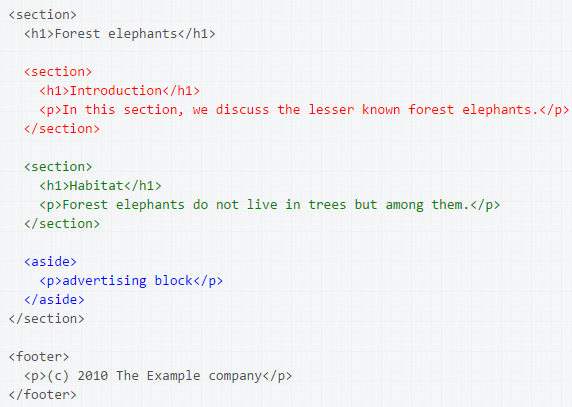 <section>
  <h1>Forest elephants</h1>

  <section>
    <h1>Introduction</h1>
    <p>In this section, we discuss the lesser known forest elephants.</p>
  </section>

  <section>
    <h1>Habitat</h1>
    <p>Forest elephants do not live in trees but among them.</p>
  </section>

  <aside>
    <p>advertising block</p>
  </aside>
</section>

<footer>
  <p>(c) 2010 The Example company</p>
</footer>